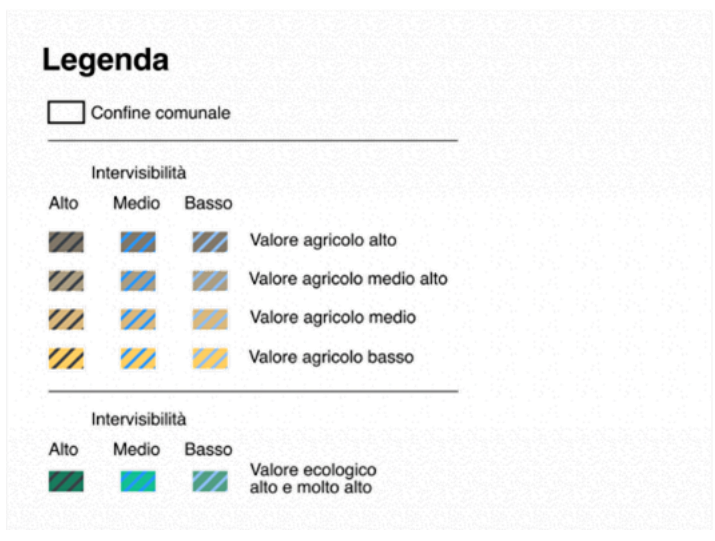 Legenda
Confine comunale
Intervisibilità
Alto Medio Basso
Valore agricolo alto
Valore agricolo medio alto
Valore agricolo medio
Valore agricolo basso
Intervisibilità
Alto Medio Basso
Valore ecologico
alto e molto alto